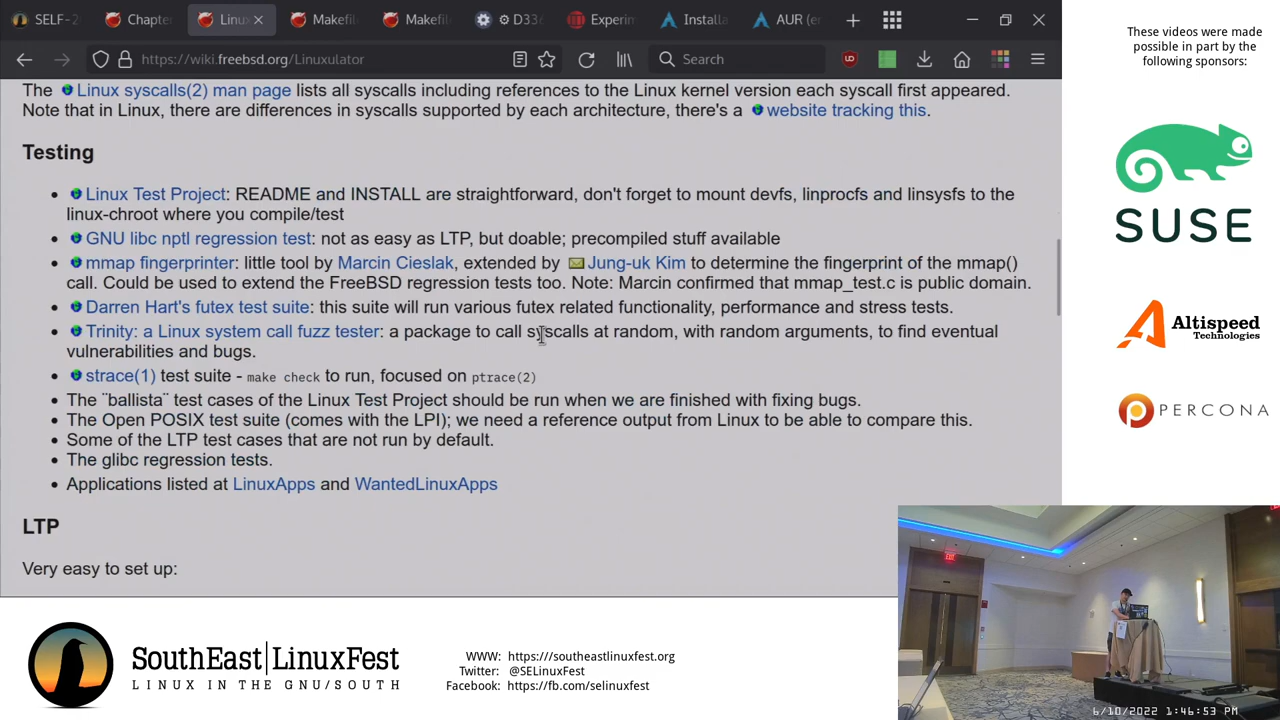 SELF-2
Chapte
Linux
Makefil
Makefil
D336
Experim
Installa
AUR (er
https://wiki.freebsd.org/Linuxulator
Search
The Linux syscalls(2) man page lists all syscalls including references to the Linux kernel version each syscall first appeared.
Note that in Linux, there are differences in syscalls supported by each architecture, there's a website tracking this.
Testing
Linux Test Project: README and INSTALL are straightforward, don't forget to mount devfs, linprocfs and linsysfs to the
linux-chroot where you compile/test
GNU libc nptl regression test: not as easy as LTP, but doable; precompiled stuff available
mmap fingerprinter: little tool by Marcin Cieslak, extended by Jung-uk Kim to determine the fingerprint of the mmap()
call. Could be used to extend the FreeBSD regression tests too. Note: Marcin confirmed that mmap_test.c is public domain.
Darren Hart's futex test suite: this suite will run various futex related functionality, performance and stress tests.
Trinity: a Linux system call fuzz tester: a package to call syscalls at random, with random arguments, to find eventual
vulnerabilities and bugs.
strace(1) test suite - make check to run, focused on ptrace(2)
The ¨ballista¨ test cases of the Linux Test Project should be run when we are finished with fixing bugs.
The Open POSIX test suite (comes with the LPI); we need a reference output from Linux to be able to compare this.
Some of the LTP test cases that are not run by default.
The glibc regression tests.
Applications listed at LinuxApps and WantedLinuxApps
LTP
Very easy to set up:
These videos were made
possible in part by the
following sponsors:
SUSE
Altispeed
Technologies
PERCONA
SouthEast|LinuxFest
LINUX IN THE GNU/SOUTH
WWW: https:///southeastlinuxfest.org
Twitter: @SELinuxFest
Facebook: https://fb.com/selinuxfest
6/10/2022 1:46:53 PM